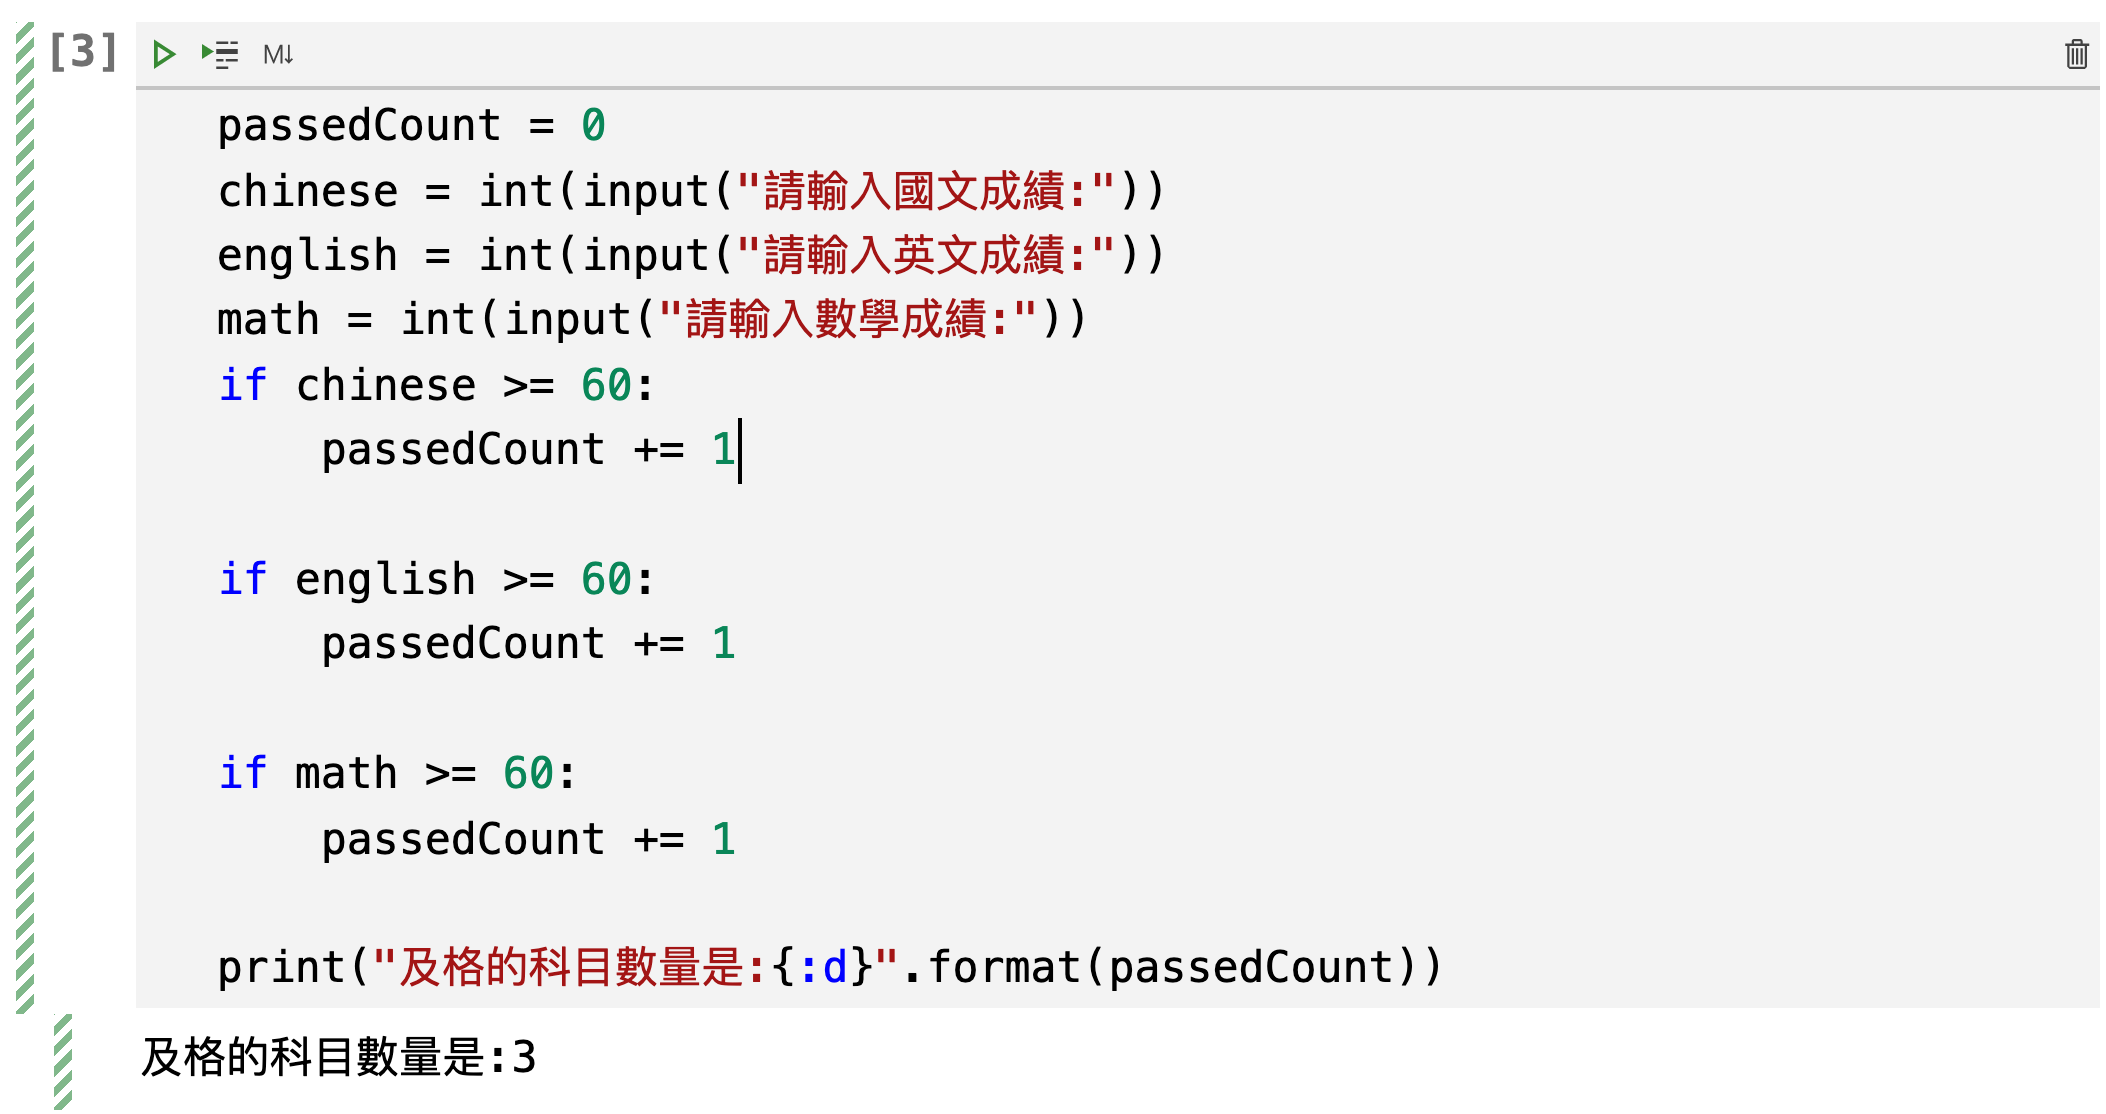 [3] M↓
passedCount = 0
chinese = int(input("請輸入國文成績:"))
english = int(input("請輸入英文成績:"))
math = int(input("請輸入數學成績:"))
if chinese >= 60:
    passedCount += 1
if english >= 60:
    passedCount += 1
if math >= 60:
    passedCount += 1
print("及格的科目數量是:{:d}".format(passedCount))
及格的科目數量是:3